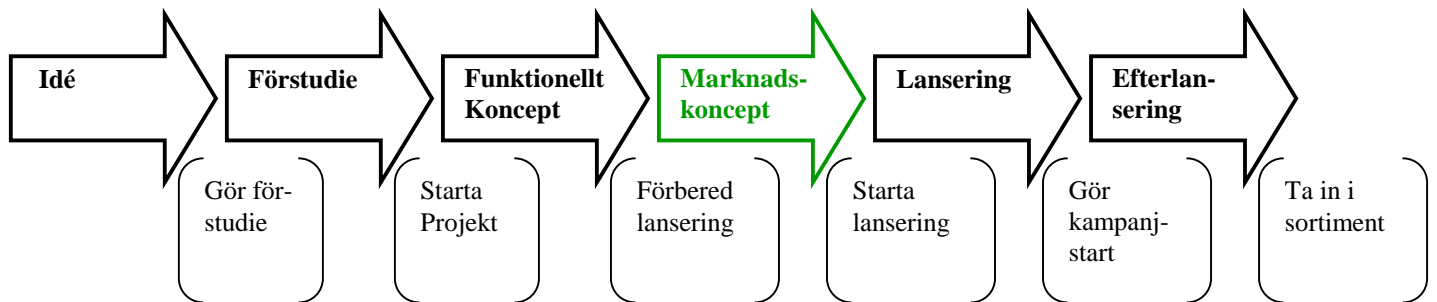 Idé
Förstudie
Funktionellt
Koncept
Marknads-
koncept
Lansering
Efterlan-
sering
Gör för-
studie
Starta
Projekt
Förbered
lansering
Starta
lansering
Gör
kampanj-
start
Ta in i
sortiment